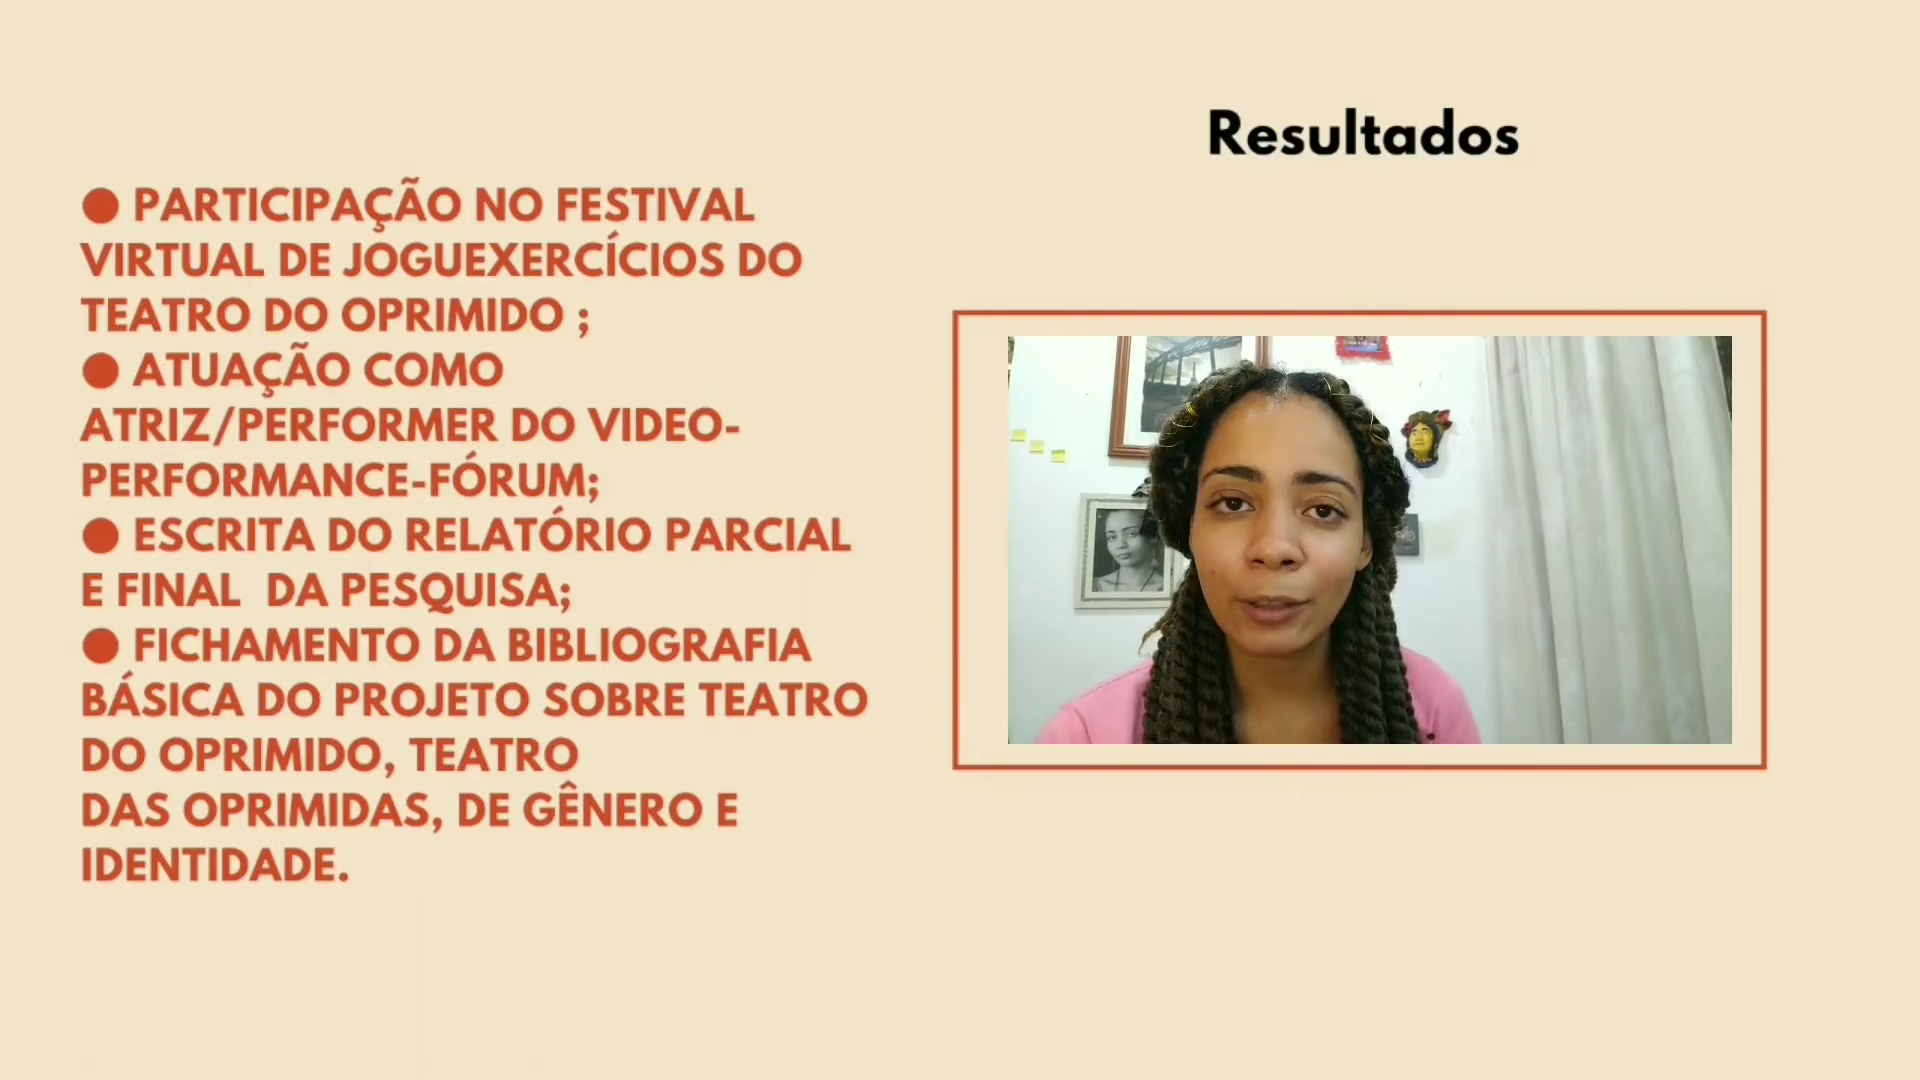 Resultados
● PARTICIPAÇÃO NO FESTIVAL
VIRTUAL DE JOGUEXERCÍCIOS DO
TEATRO DO OPRIMIDO ;
● ATUAÇÃO COMO
ATRIZ/PERFORMER DO VIDEO-
PERFORMANCE-FÓRUM;
● ESCRITA DO RELATÓRIO PARCIAL
E FINAL  DA PESQUISA;
● FICHAMENTO DA BIBLIOGRAFIA
BÁSICA DO PROJETO SOBRE TEATRO
DO OPRIMIDO, TEATRO
DAS OPRIMIDAS, DE GÊNERO E
IDENTIDADE.